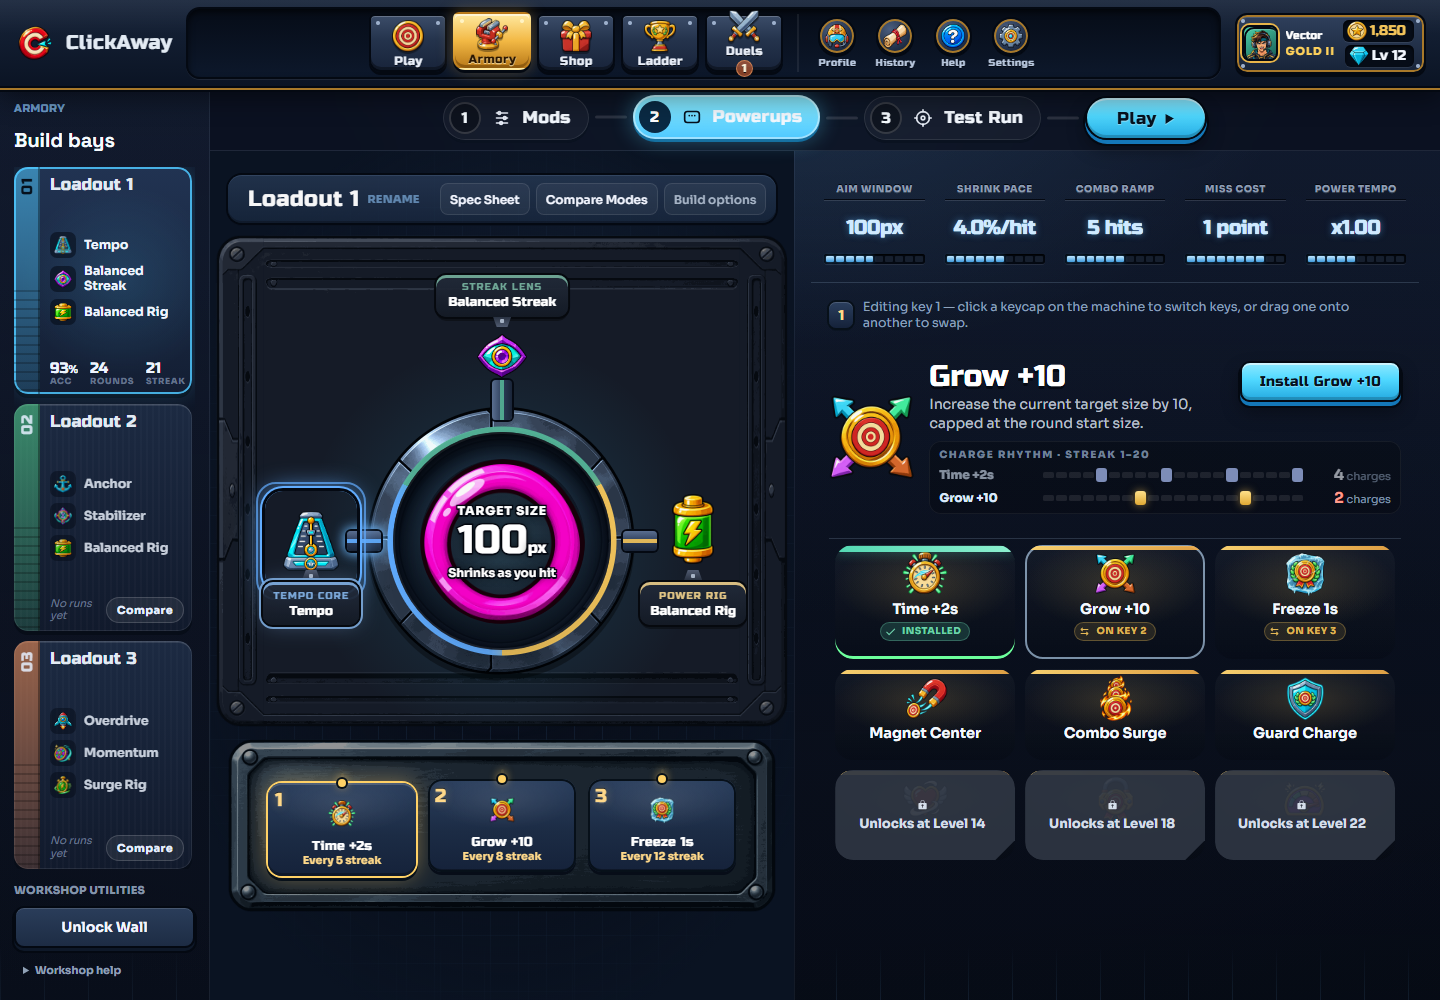 ClickAway
Play
Armory
Shop
Ladder
Duels
1
Profile
History
Help
Settings
Vector
GOLD II
1,850
Lv 12
ARMORY
Build bays
1 Mods
2 Powerups
3 Test Run
Play
01
Loadout 1
Tempo
Balanced
Streak
Balanced Rig
93% 24 21
ACC ROUNDS STREAK
02
Loadout 2
Anchor
Stabilizer
Balanced Rig
No runs
yet
Compare
03
Loadout 3
Overdrive
Momentum
Surge Rig
No runs
yet
Compare
WORKSHOP UTILITIES
Unlock Wall
Workshop help
Loadout 1 RENAME
Spec Sheet
Compare Modes
Build options
STREAK LENS
Balanced Streak
TARGET SIZE
100px
Shrinks as you hit
TEMPO CORE
Tempo
POWER RIG
Balanced Rig
1
Time +2s
Every 5 streak
2
Grow +10
Every 8 streak
3
Freeze 1s
Every 12 streak
AIM WINDOW
100px
SHRINK PACE
4.0%/hit
COMBO RAMP
5 hits
MISS COST
1 point
POWER TEMPO
x1.00
1
Editing key 1 — click a keycap on the machine to switch keys, or drag one onto
another to swap.
Grow +10
Increase the current target size by 10,
capped at the round start size.
Install Grow +10
CHARGE RHYTHM · STREAK 1–20
Time +2s 4 charges
Grow +10 2 charges
Time +2s
INSTALLED
Grow +10
ON KEY 2
Freeze 1s
ON KEY 3
Magnet Center
Combo Surge
Guard Charge
Unlocks at Level 14
Unlocks at Level 18
Unlocks at Level 22